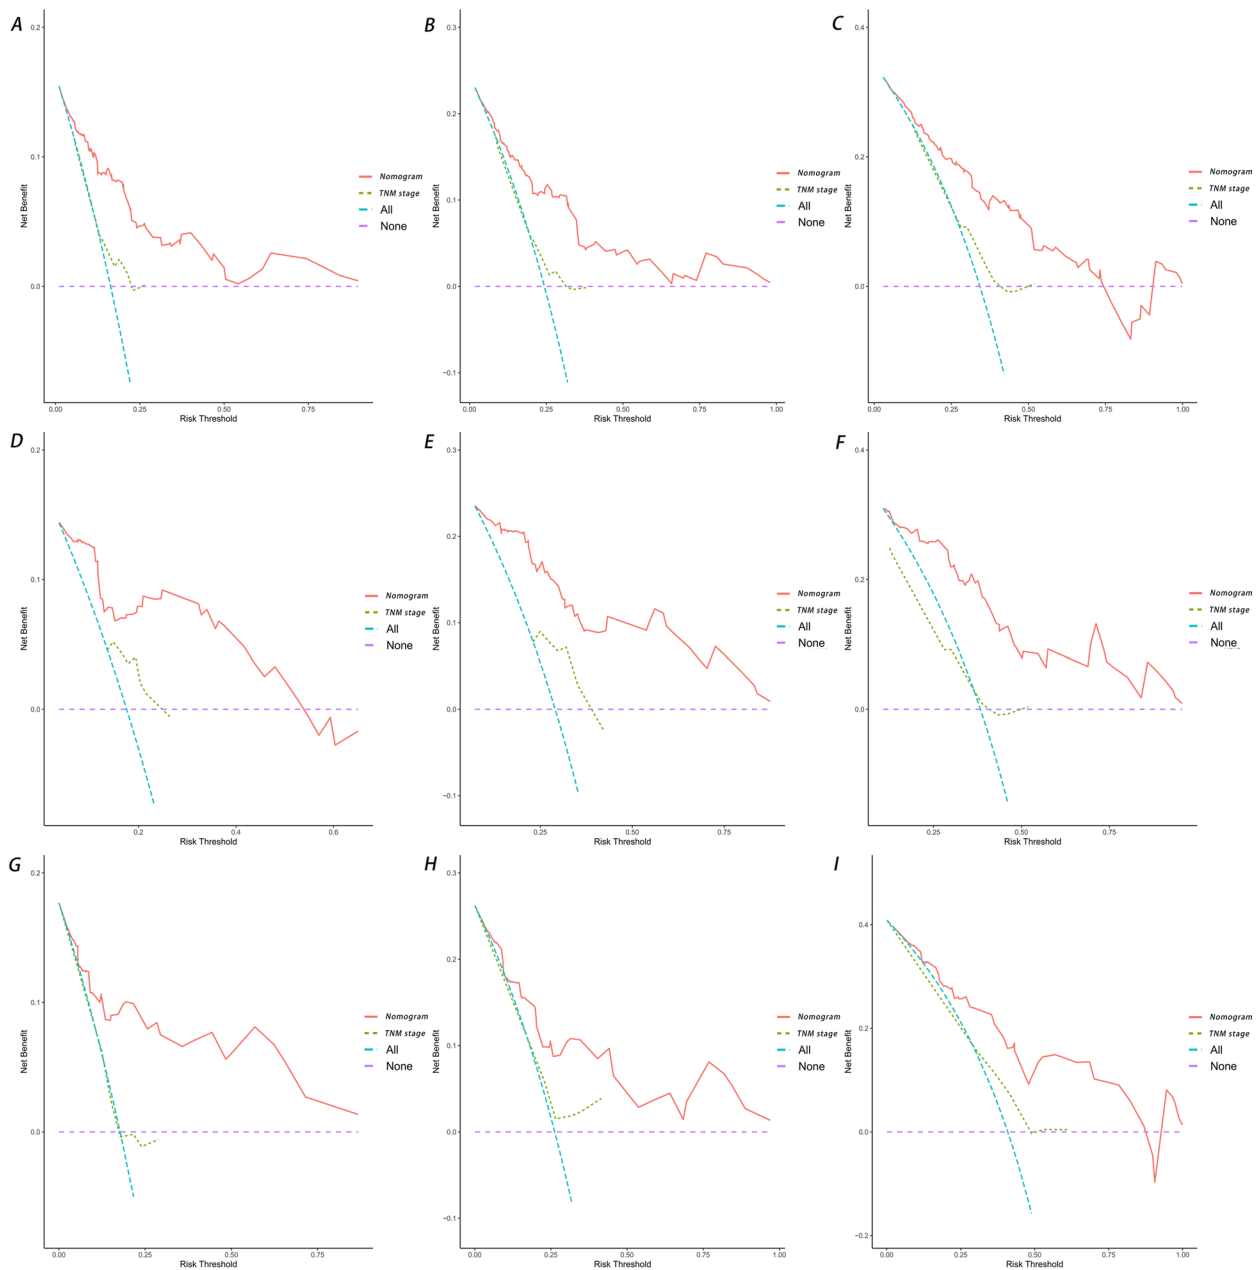 A
0.2
0.1
0.0
Net Benefit
0.00 0.25 0.50 0.75
Risk Threshold
Nomogram
TNM stage
All
None
B
0.3
0.2
0.1
0.0
−0.1
Net Benefit
0.00 0.25 0.50 0.75 1.00
Risk Threshold
Nomogram
TNM stage
All
None
C
0.4
0.2
0.0
Net Benefit
0.00 0.25 0.50 0.75 1.00
Risk Threshold
Nomogram
TNM stage
All
None
D
0.2
0.1
0.0
Net Benefit
0.2 0.4 0.6
Risk Threshold
Nomogram
TNM stage
All
None
E
0.3
0.2
0.1
0.0
−0.1
Net Benefit
0.25 0.50 0.75
Risk Threshold
Nomogram
TNM stage
All
None
F
0.4
0.2
0.0
Net Benefit
0.25 0.50 0.75
Risk Threshold
Nomogram
TNM stage
All
None
G
0.2
0.1
0.0
Net Benefit
0.00 0.25 0.50 0.75
Risk Threshold
Nomogram
TNM stage
All
None
H
0.3
0.2
0.1
0.0
−0.1
Net Benefit
0.00 0.25 0.50 0.75 1.00
Risk Threshold
Nomogram
TNM stage
All
None
I
0.4
0.2
0.0
−0.2
Net Benefit
0.00 0.25 0.50 0.75 1.00
Risk Threshold
Nomogram
TNM stage
All
None